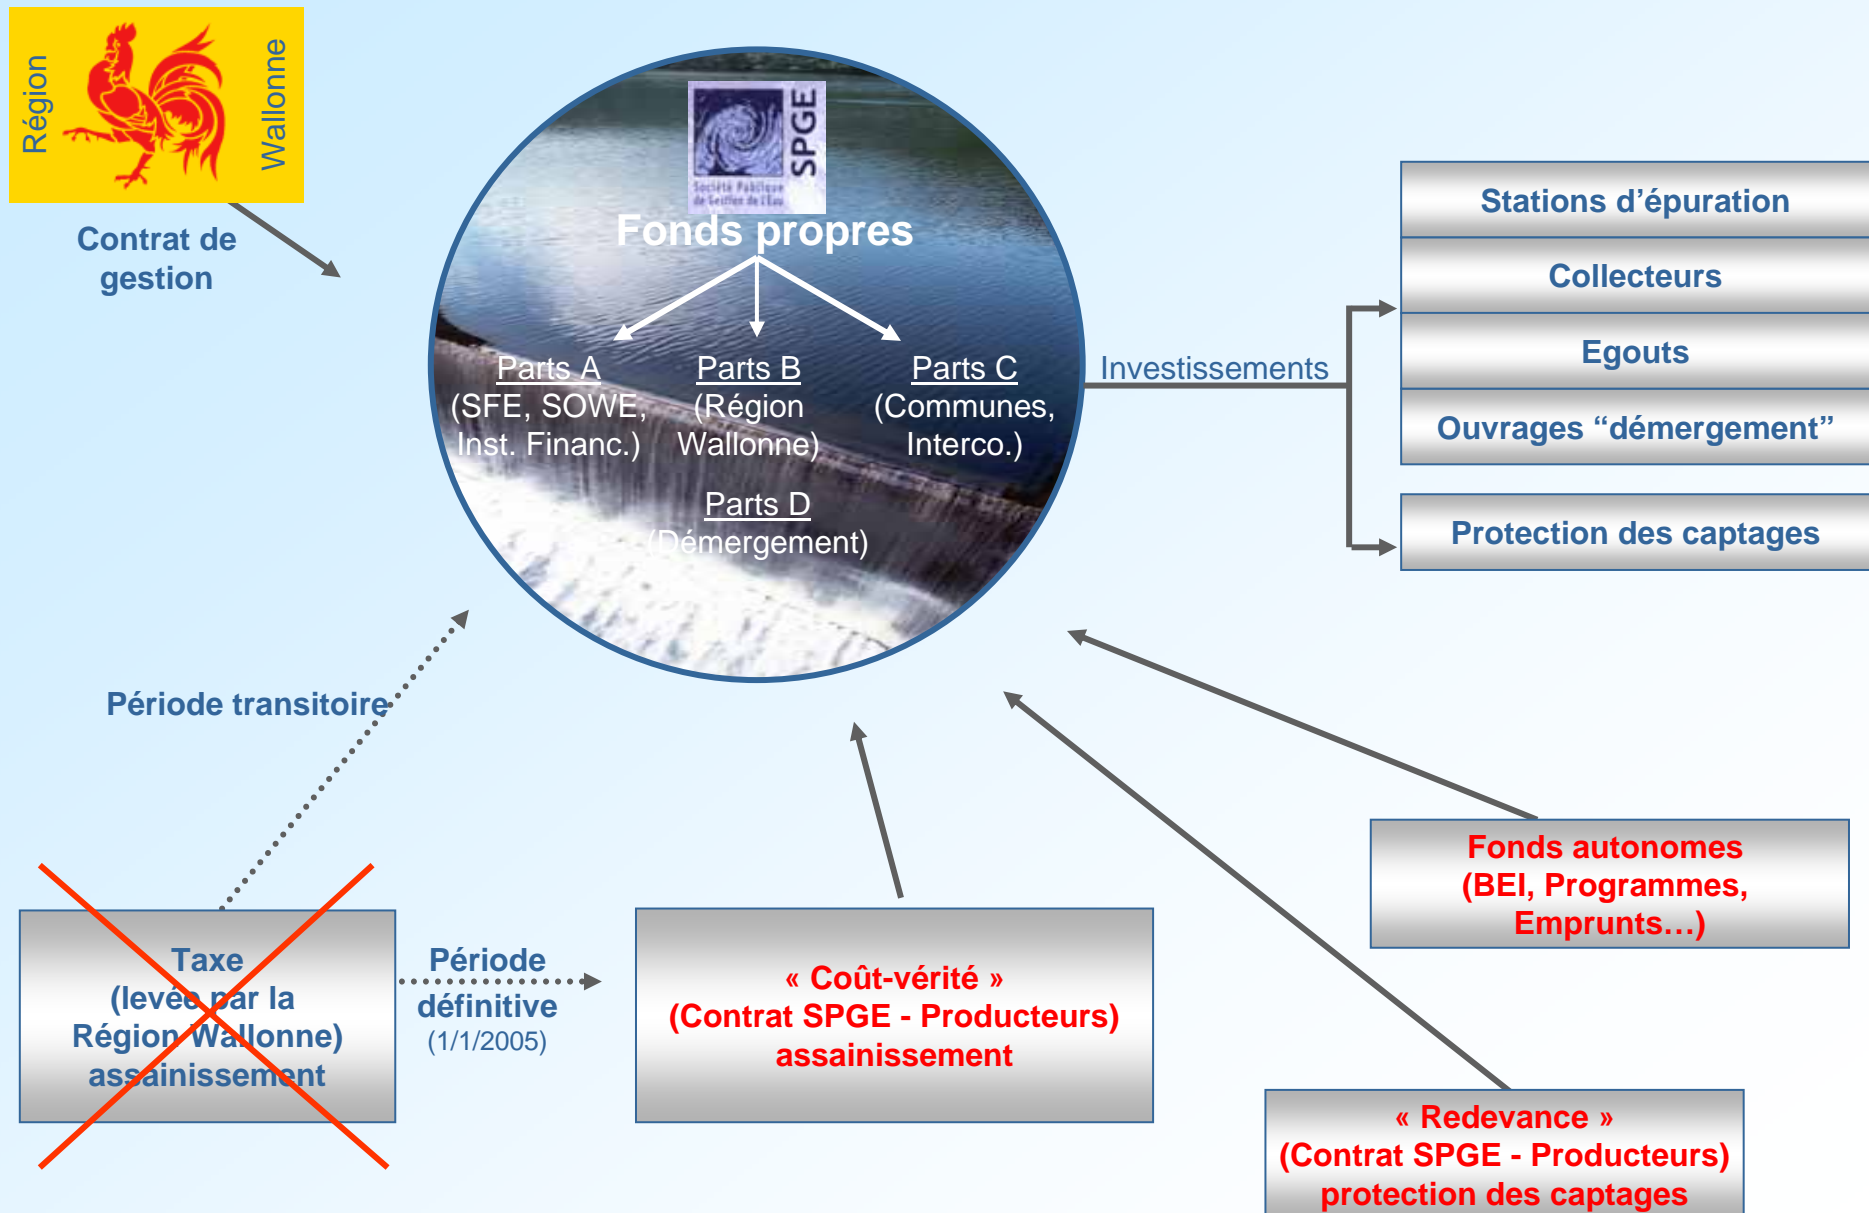 Région
Wallonne
Contrat de
gestion
SPGE
Société Publique
de Gestion de l'Eau
Fonds propres
Parts A
(SFE, SOWE,
Inst. Financ.)
Parts B
(Région
Wallonne)
Parts C
(Communes,
Interco.)
Parts D
(Démergement)
Investissements
Stations d’épuration
Collecteurs
Egouts
Ouvrages “démergement”
Protection des captages
Période transitoire
Taxe
(levée par la
Région Wallonne)
assainissement
Période
définitive
(1/1/2005)
« Coût-vérité »
(Contrat SPGE - Producteurs)
assainissement
Fonds autonomes
(BEI, Programmes,
Emprunts…)
« Redevance »
(Contrat SPGE - Producteurs)
protection des captages